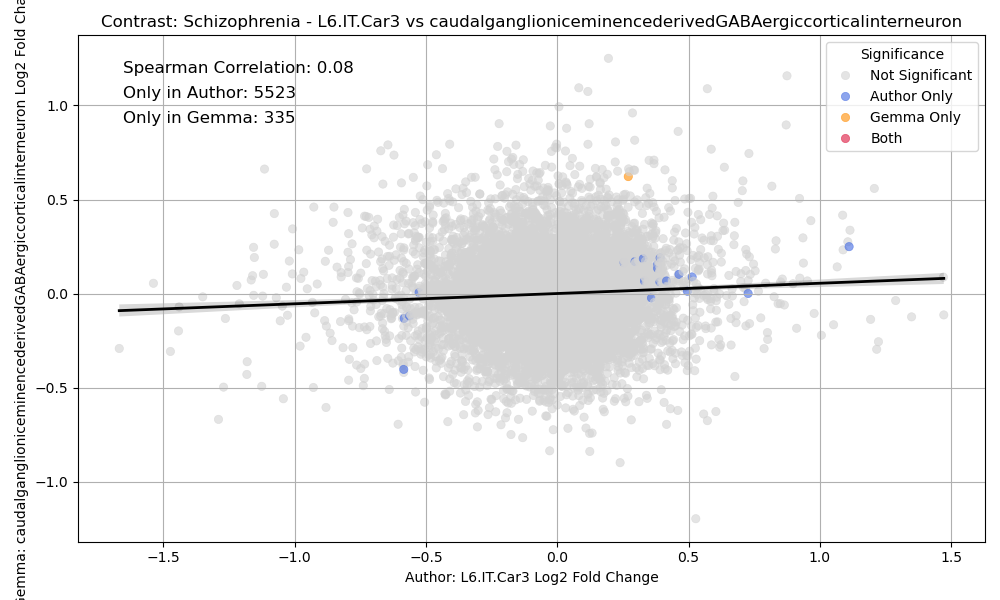 Contrast: Schizophrenia - L6.IT.Car3 vs caudalganglioniceminencederivedGABAergiccorticalinterneuron
Spearman Correlation: 0.08
Only in Author: 5523
Only in Gemma: 335
Significance
Not Significant
Author Only
Gemma Only
Both
1.0
0.5
0.0
−0.5
−1.0
−1.5
−1.0
−0.5
0.0
0.5
1.0
1.5
Author: L6.IT.Car3 Log2 Fold Change
caudalganglioniceminencederivedGABAergiccorticalinterneuron Log2 Fold